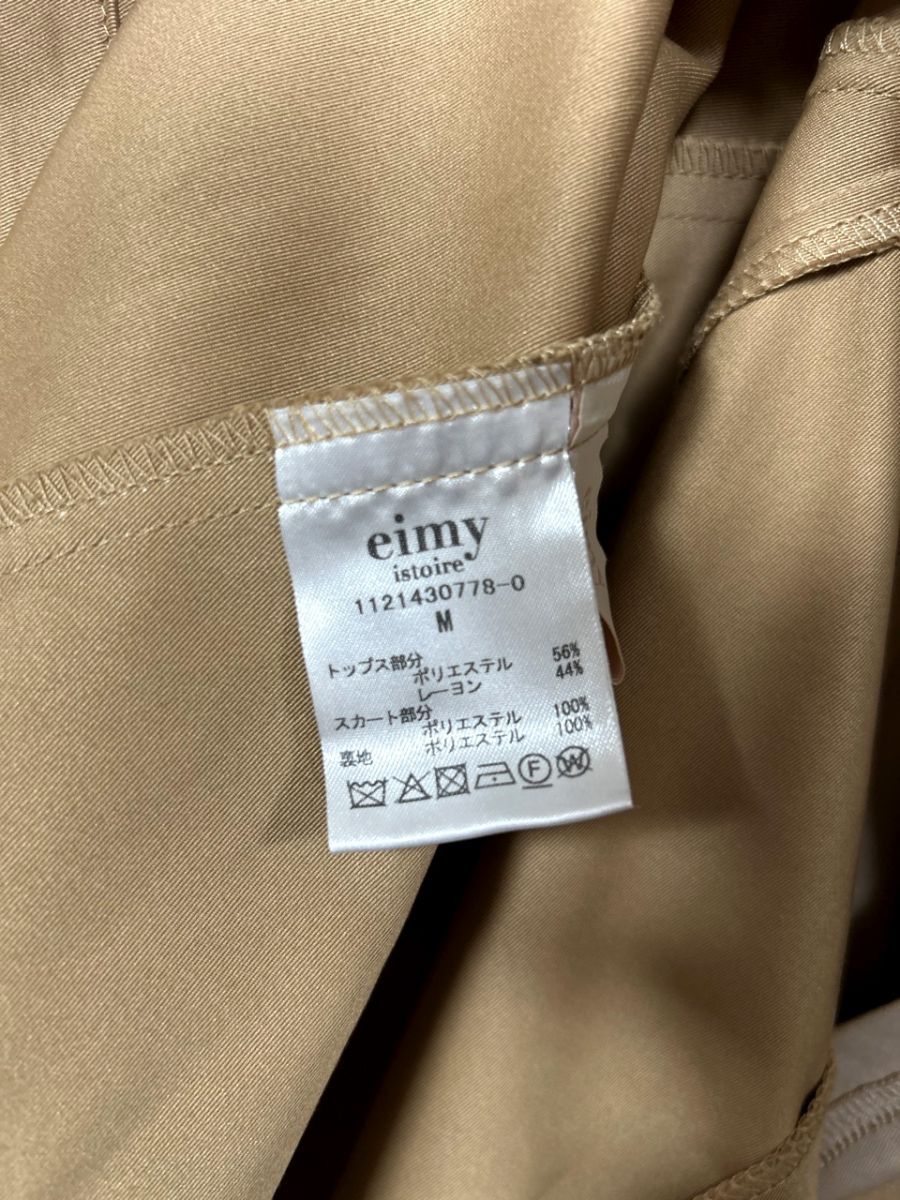 eimy
istoire
1121430778-0
M
トップス部分
ポリエステル 56%
レーヨン 44%
スカート部分
ポリエステル 100%
裏地 ポリエステル 100%
F W